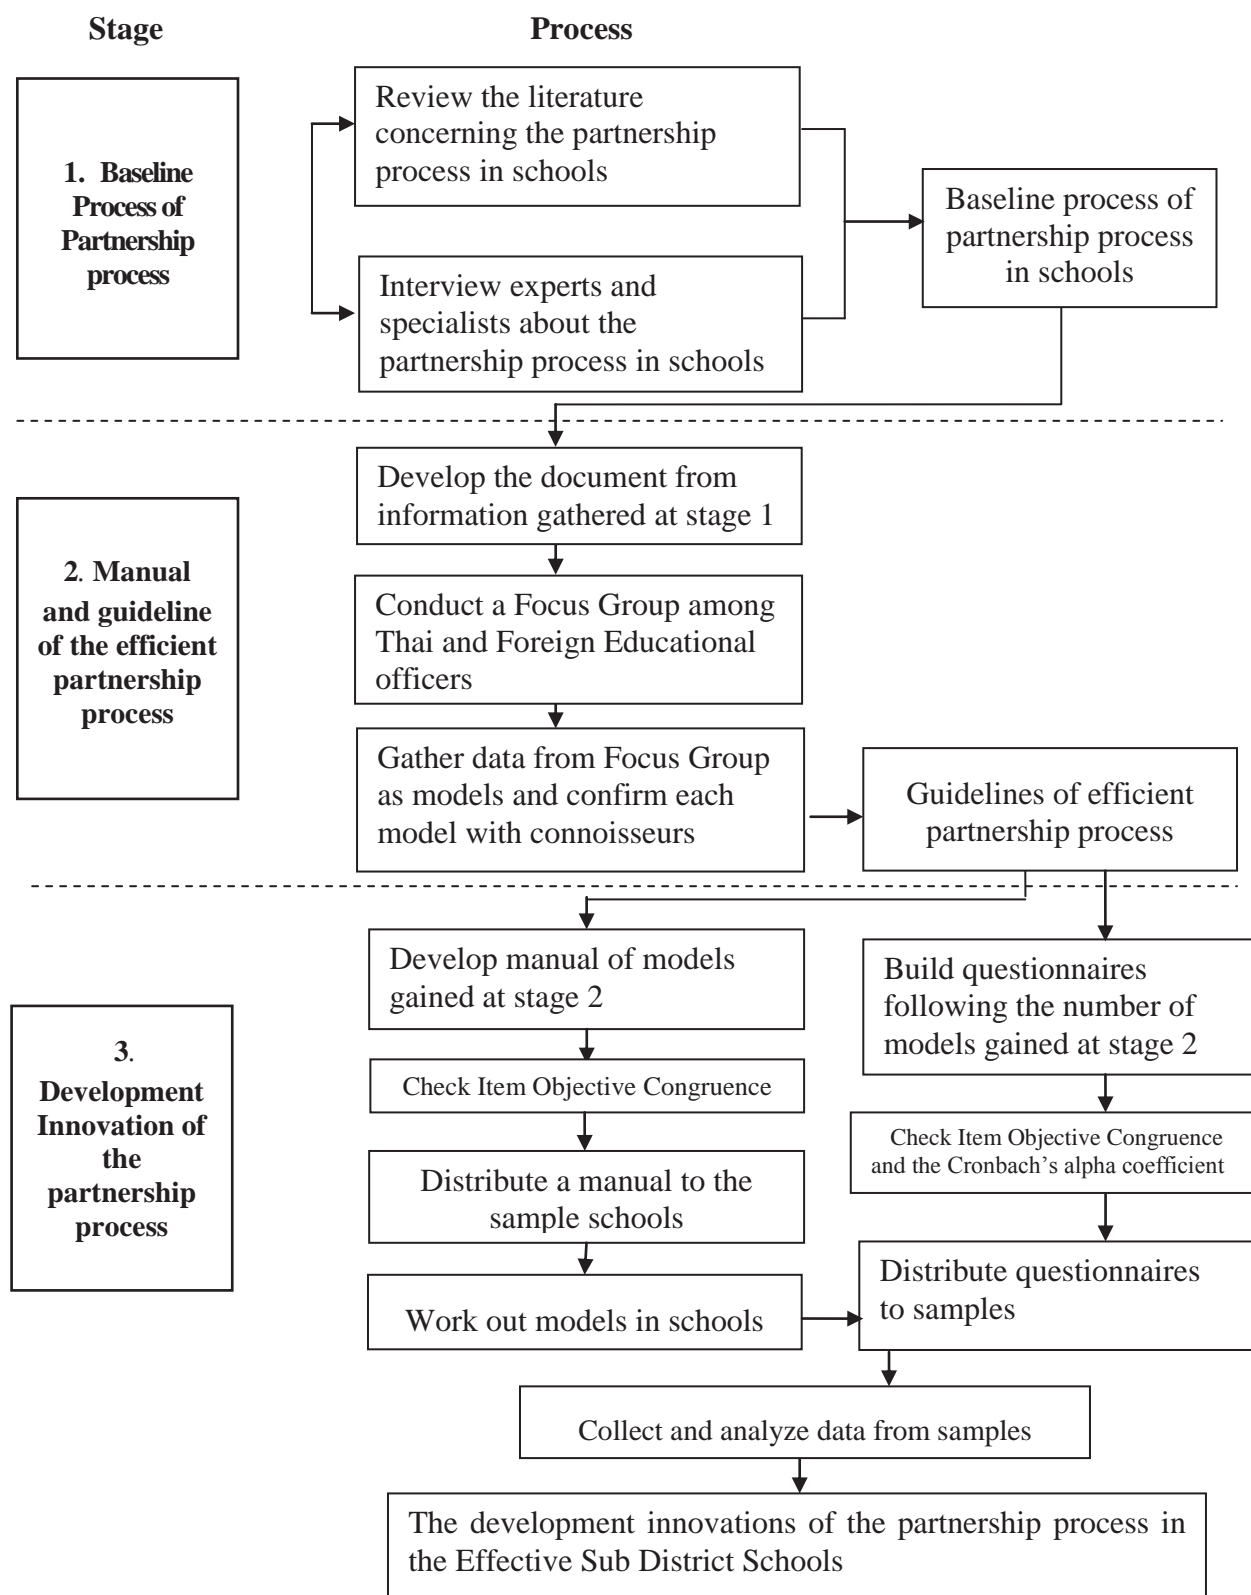 Stage
Process
1. Baseline
Process of
Partnership
process
Review the literature
concerning the partnership
process in schools
Interview experts and
specialists about the
partnership process in schools
Baseline process of
partnership process
in schools
2. Manual
and guideline
of the efficient
partnership
process
Develop the document from
information gathered at stage 1
Conduct a Focus Group among
Thai and Foreign Educational
officers
Gather data from Focus Group
as models and confirm each
model with connoisseurs
Guidelines of efficient
partnership process
3.
Development
Innovation of
the
partnership
process
Develop manual of models
gained at stage 2
Check Item Objective Congruence
Distribute a manual to the
sample schools
Work out models in schools
Build questionnaires
following the number of
models gained at stage 2
Check Item Objective Congruence
and the Cronbach's alpha coefficient
Distribute questionnaires
to samples
Collect and analyze data from samples
The development innovations of the partnership process in
the Effective Sub District Schools